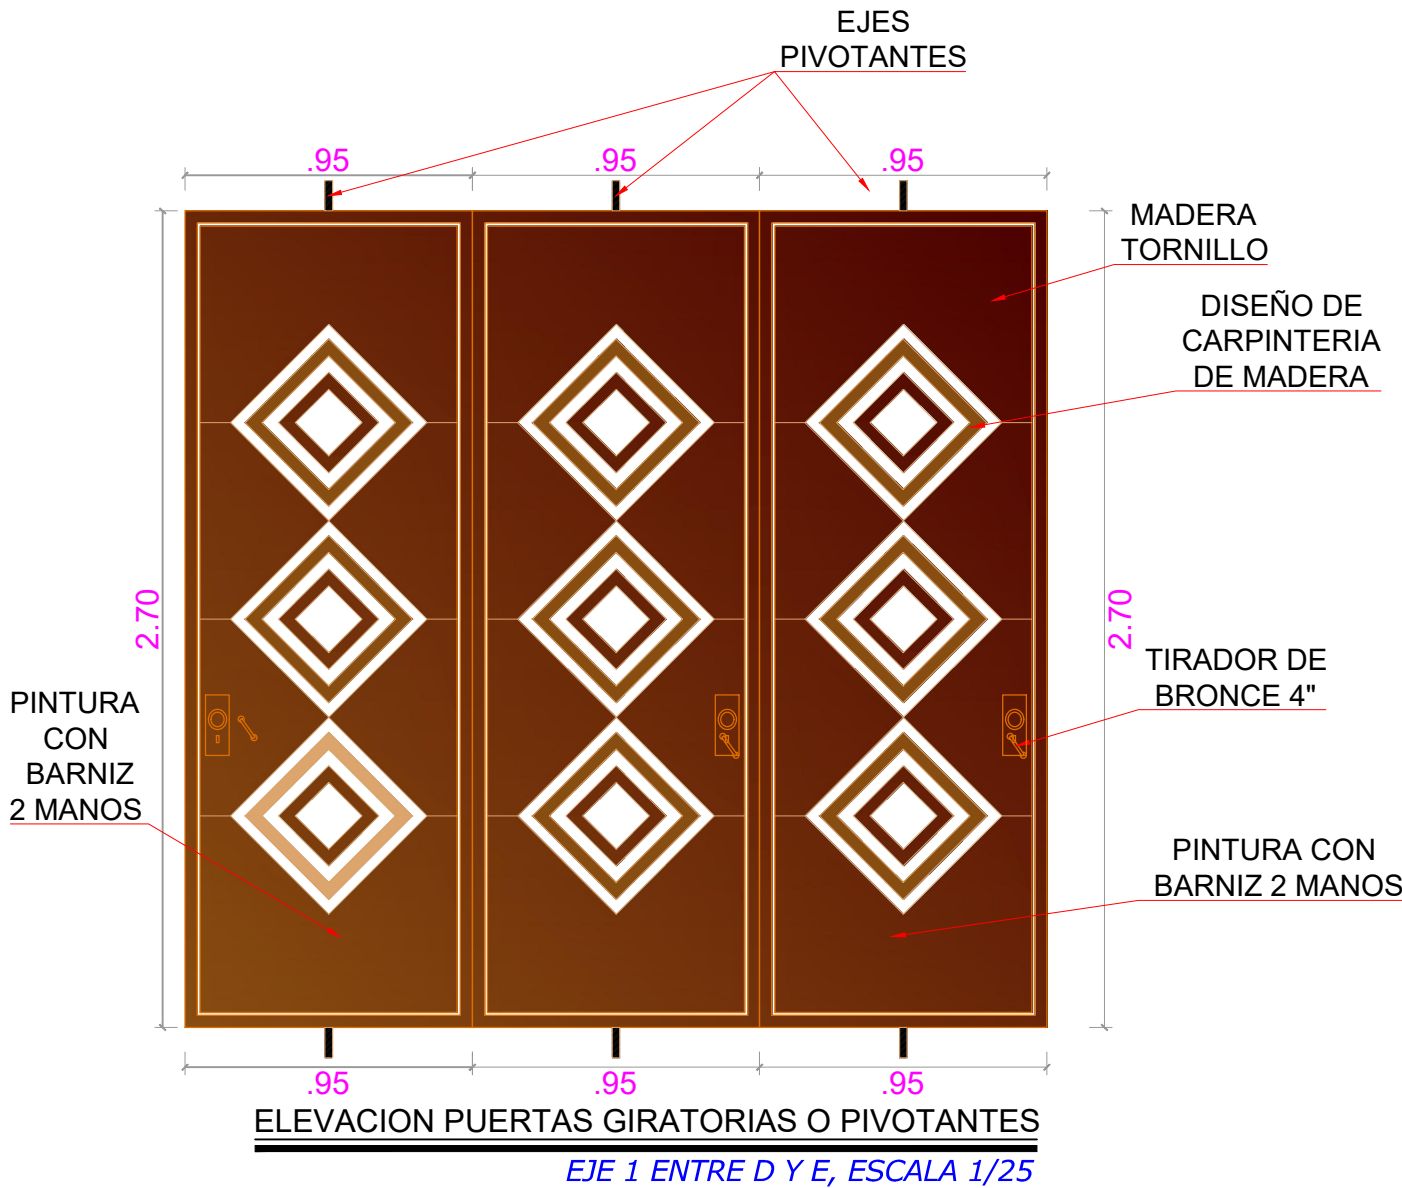 EJES
PIVOTANTES
.95
.95
.95
MADERA
TORNILLO
DISEÑO DE
CARPINTERIA
DE MADERA
2.70
2.70
TIRADOR DE
BRONCE 4"
PINTURA
CON
BARNIZ
2 MANOS
PINTURA CON
BARNIZ 2 MANOS
.95
.95
.95
ELEVACION PUERTAS GIRATORIAS O PIVOTANTES
EJE 1 ENTRE D Y E, ESCALA 1/25